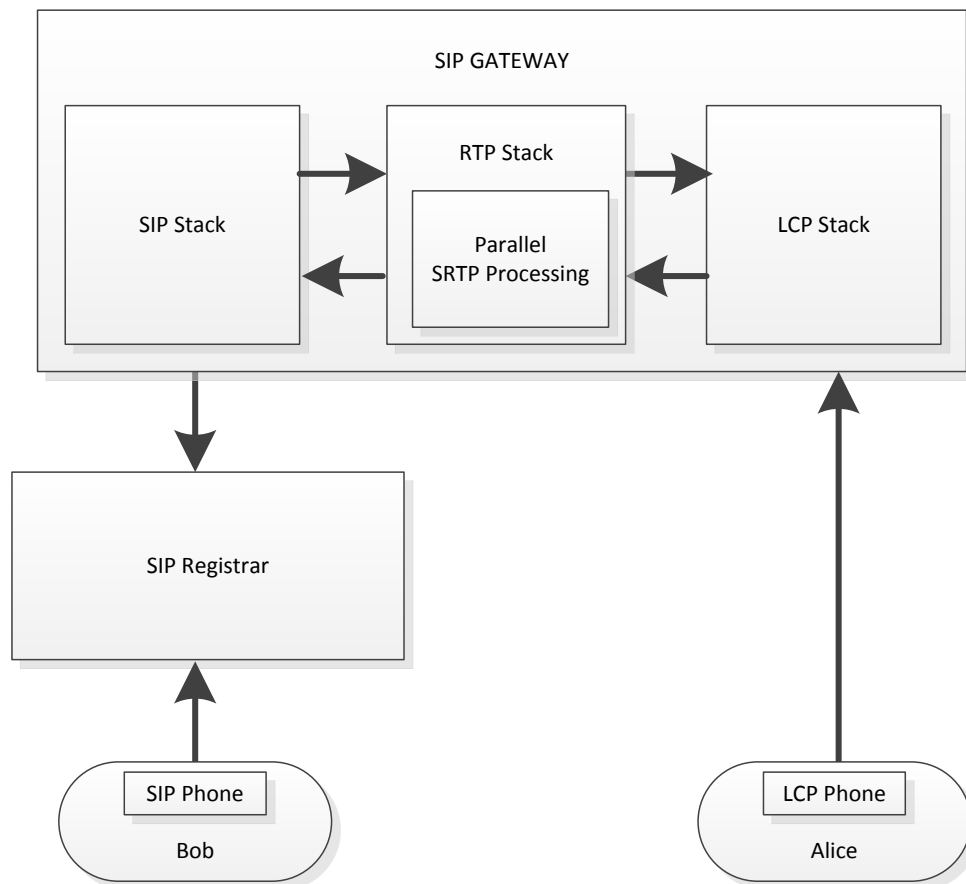 SIP GATEWAY
SIP Stack
RTP Stack
Parallel
SRTP Processing
LCP Stack
SIP Registrar
SIP Phone
Bob
LCP Phone
Alice